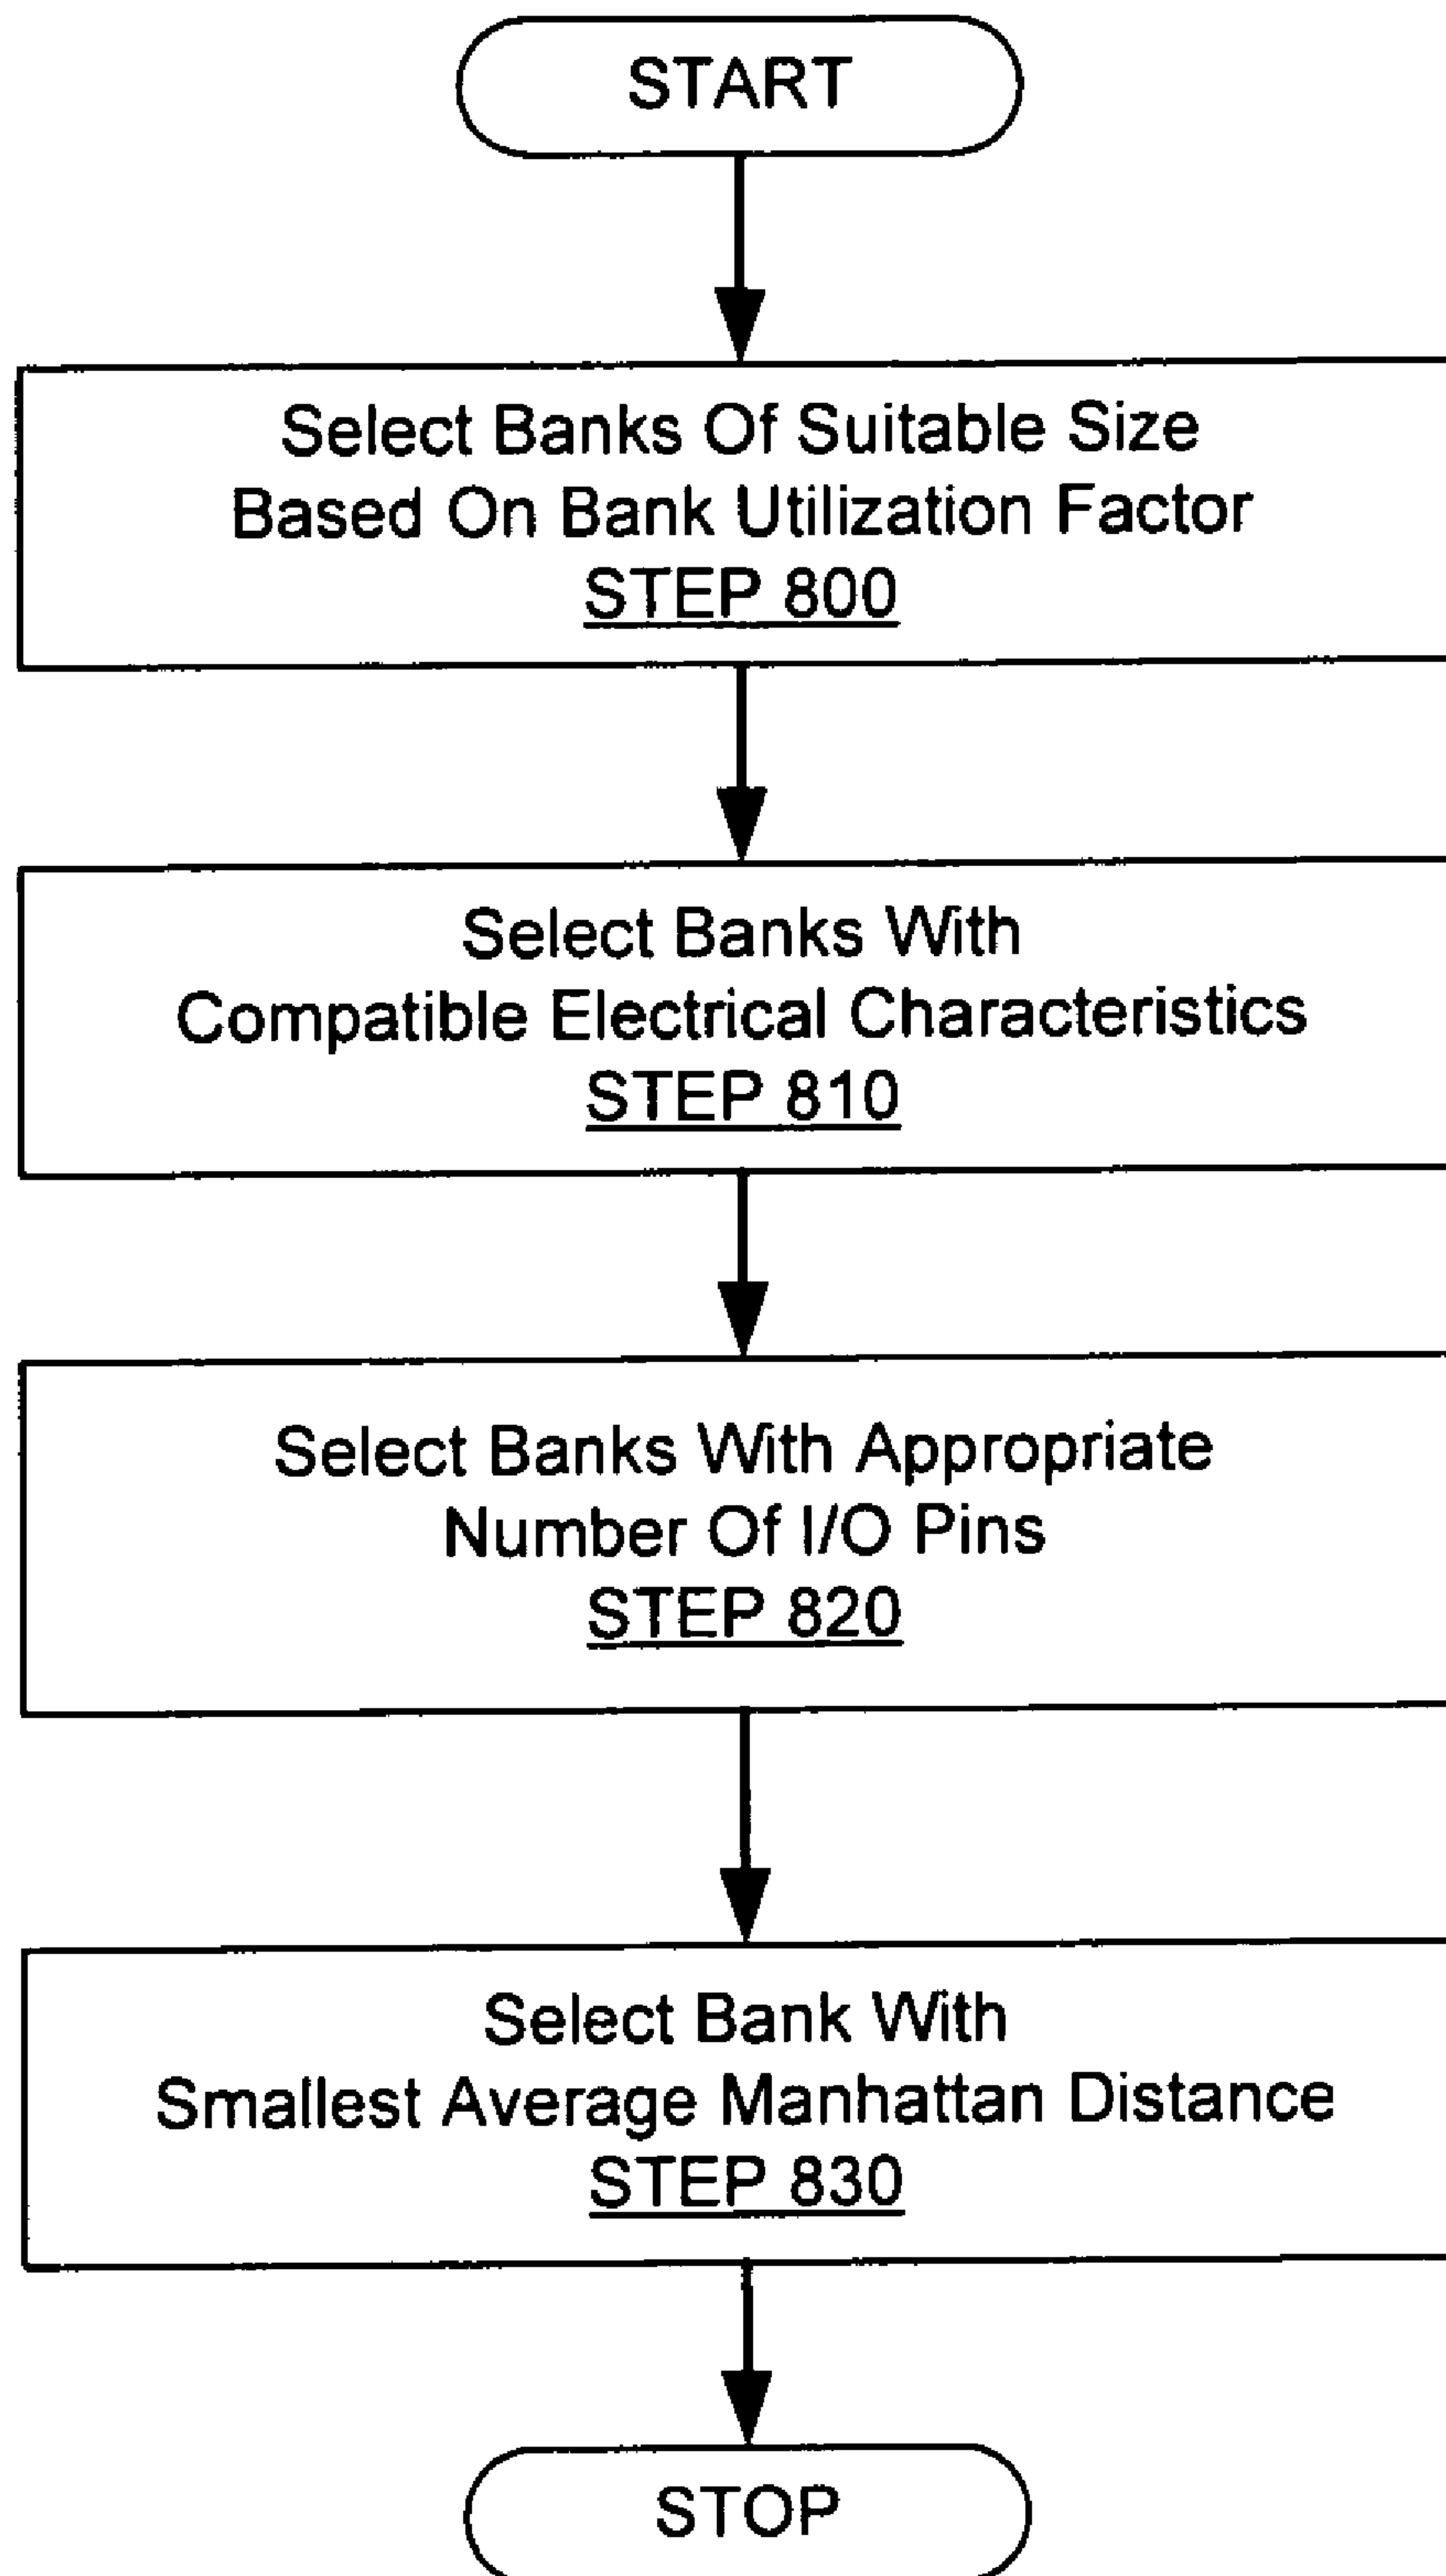 START
Select Banks Of Suitable Size
Based On Bank Utilization Factor
STEP 800
Select Banks With
Compatible Electrical Characteristics
STEP 810
Select Banks With Appropriate
Number Of I/O Pins
STEP 820
Select Bank With
Smallest Average Manhattan Distance
STEP 830
STOP